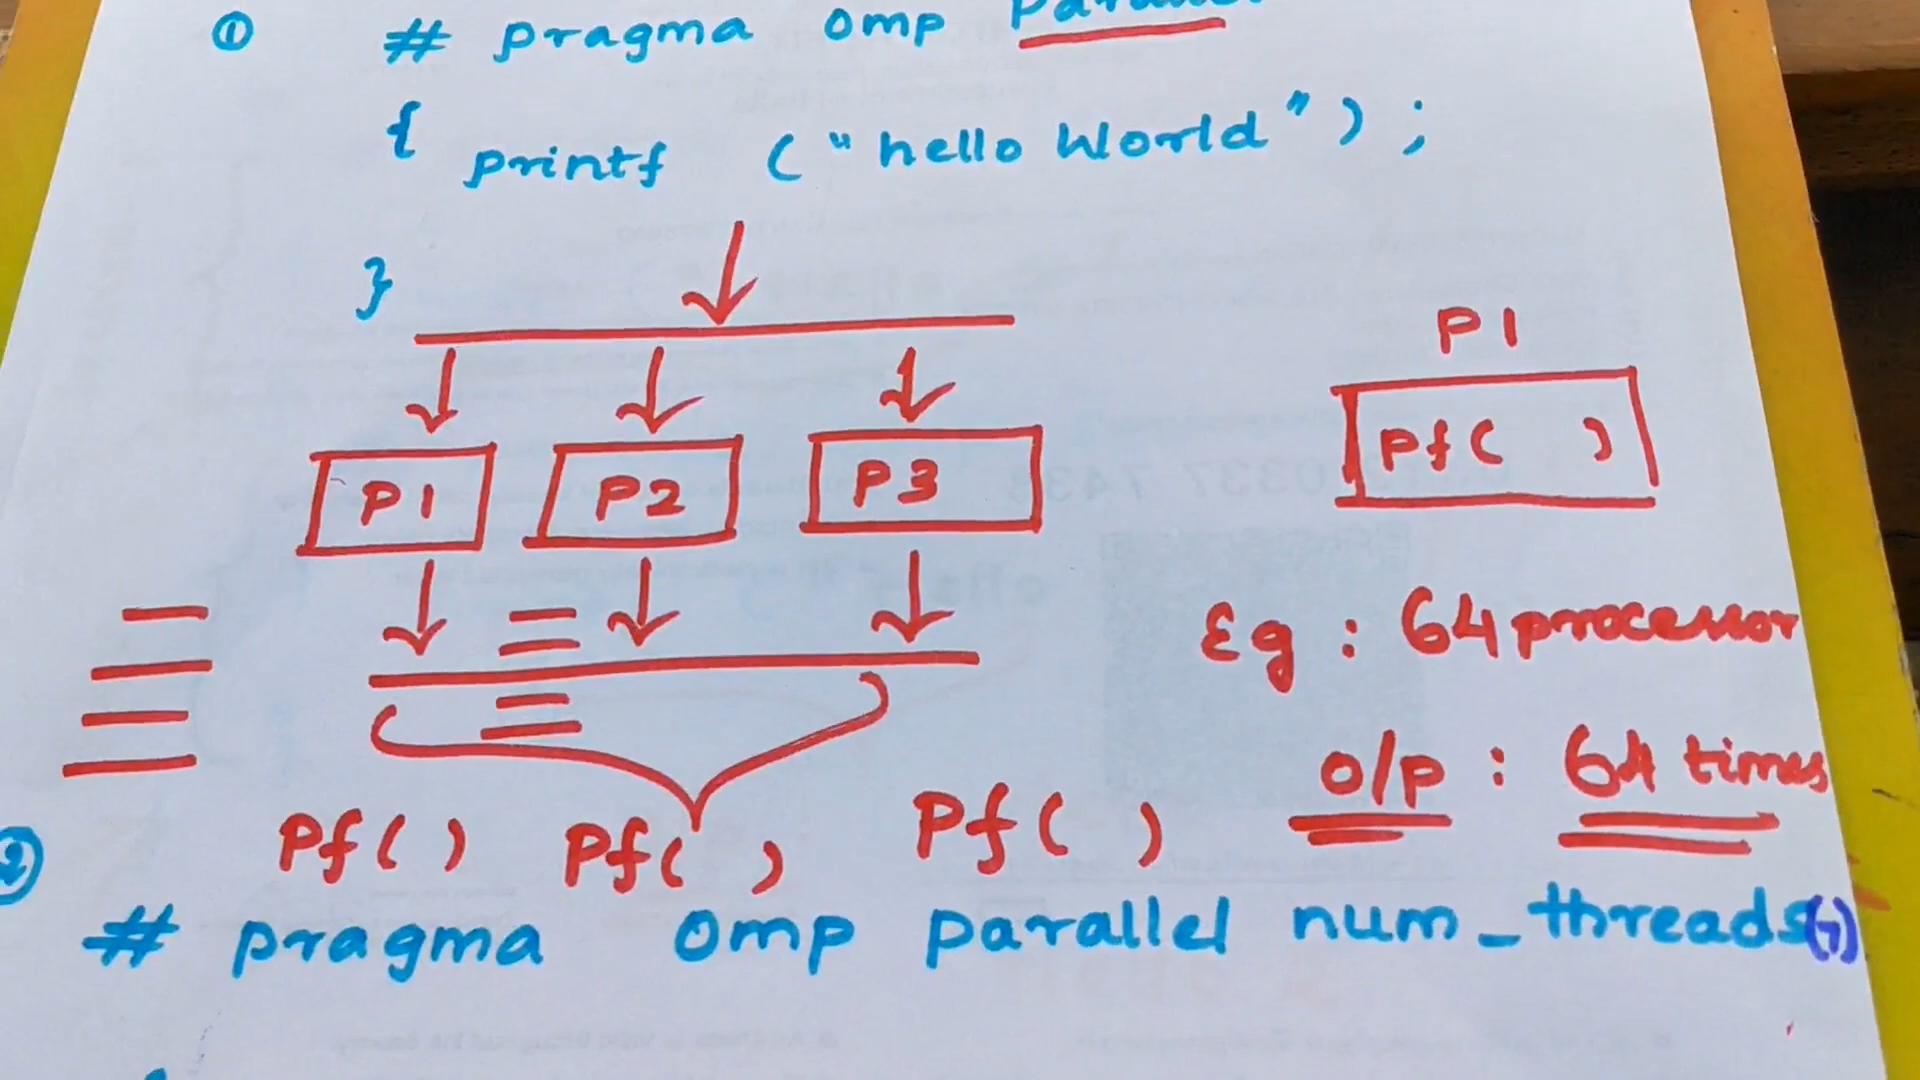 ① # pragma omp Parallel
{ printf ("hello World");
}
P1 P2 P3
P1
Pf( )
Eg : 64 processor
o/p : 64 times
Pf( ) Pf( ) Pf( )
②
# pragma omp parallel num_threads(7)